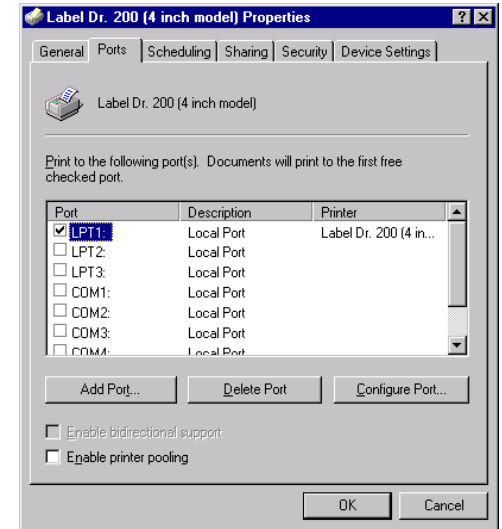 Label Dr. 200 (4 inch model) Properties
General Ports Scheduling Sharing Security Device Settings
Label Dr. 200 (4 inch model)
Print to the following port(s). Documents will print to the first free
checked port.
Port Description Printer
LPT1: Local Port Label Dr. 200 (4 in...
LPT2: Local Port
LPT3: Local Port
COM1: Local Port
COM2: Local Port
COM3: Local Port
COM4: Local Port
Add Port... Delete Port Configure Port...
Enable bidirectional support
Enable printer pooling
OK Cancel